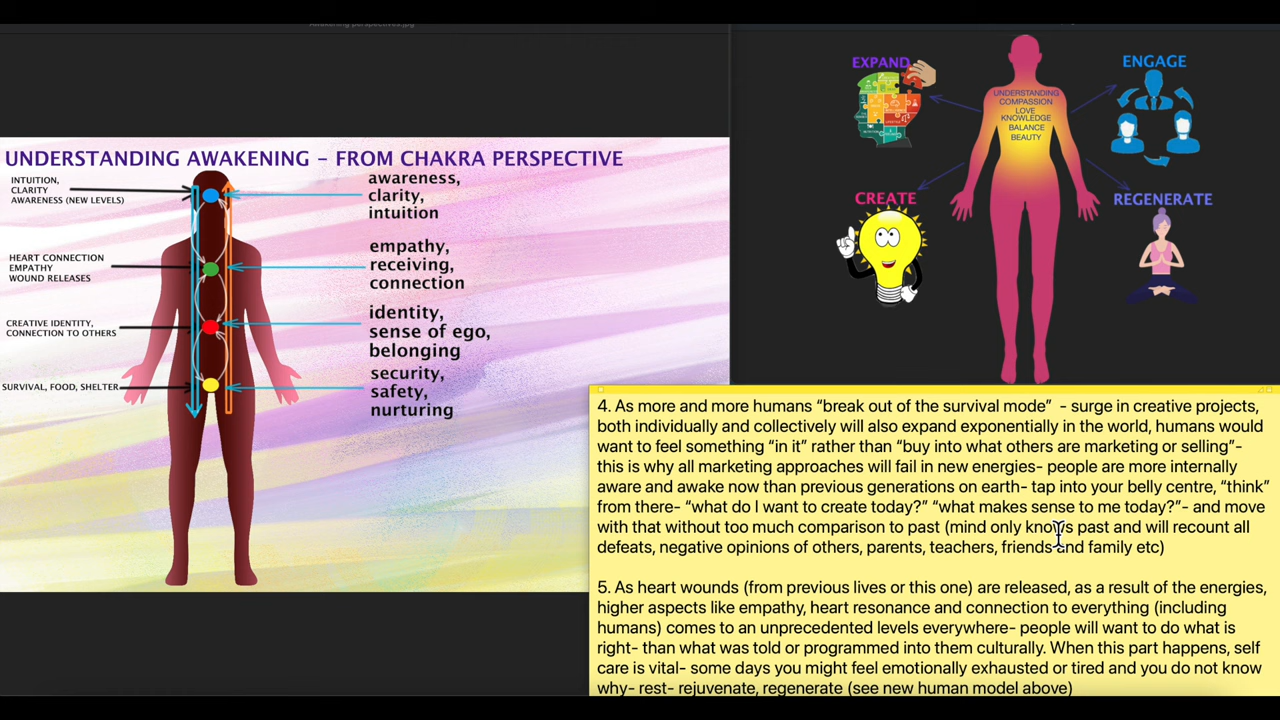 Awakening perspectives.jpg
UNDERSTANDING AWAKENING – FROM CHAKRA PERSPECTIVE
INTUITION,
CLARITY
AWARENESS (NEW LEVELS)
HEART CONNECTION
EMPATHY
WOUND RELEASES
CREATIVE IDENTITY,
CONNECTION TO OTHERS
SURVIVAL, FOOD, SHELTER
awareness,
clarity,
intuition
empathy,
receiving,
connection
identity,
sense of ego,
belonging
security,
safety,
nurturing
EXPAND
ENGAGE
UNDERSTANDING
COMPASSION
LOVE
KNOWLEDGE
BALANCE
BEAUTY
CREATE
REGENERATE
4. As more and more humans “break out of the survival mode”  - surge in creative projects,
both individually and collectively will also expand exponentially in the world, humans would
want to feel something “in it” rather than “buy into what others are marketing or selling”-
this is why all marketing approaches will fail in new energies- people are more internally
aware and awake now than previous generations on earth- tap into your belly centre, “think”
from there- “what do I want to create today?” “what makes sense to me today?”- and move
with that without too much comparison to past (mind only knows past and will recount all
defeats, negative opinions of others, parents, teachers, friends and family etc)
5. As heart wounds (from previous lives or this one) are released, as a result of the energies,
higher aspects like empathy, heart resonance and connection to everything (including
humans) comes to an unprecedented levels everywhere- people will want to do what is
right- than what was told or programmed into them culturally. When this part happens, self
care is vital- some days you might feel emotionally exhausted or tired and you do not know
why- rest- rejuvenate, regenerate (see new human model above)